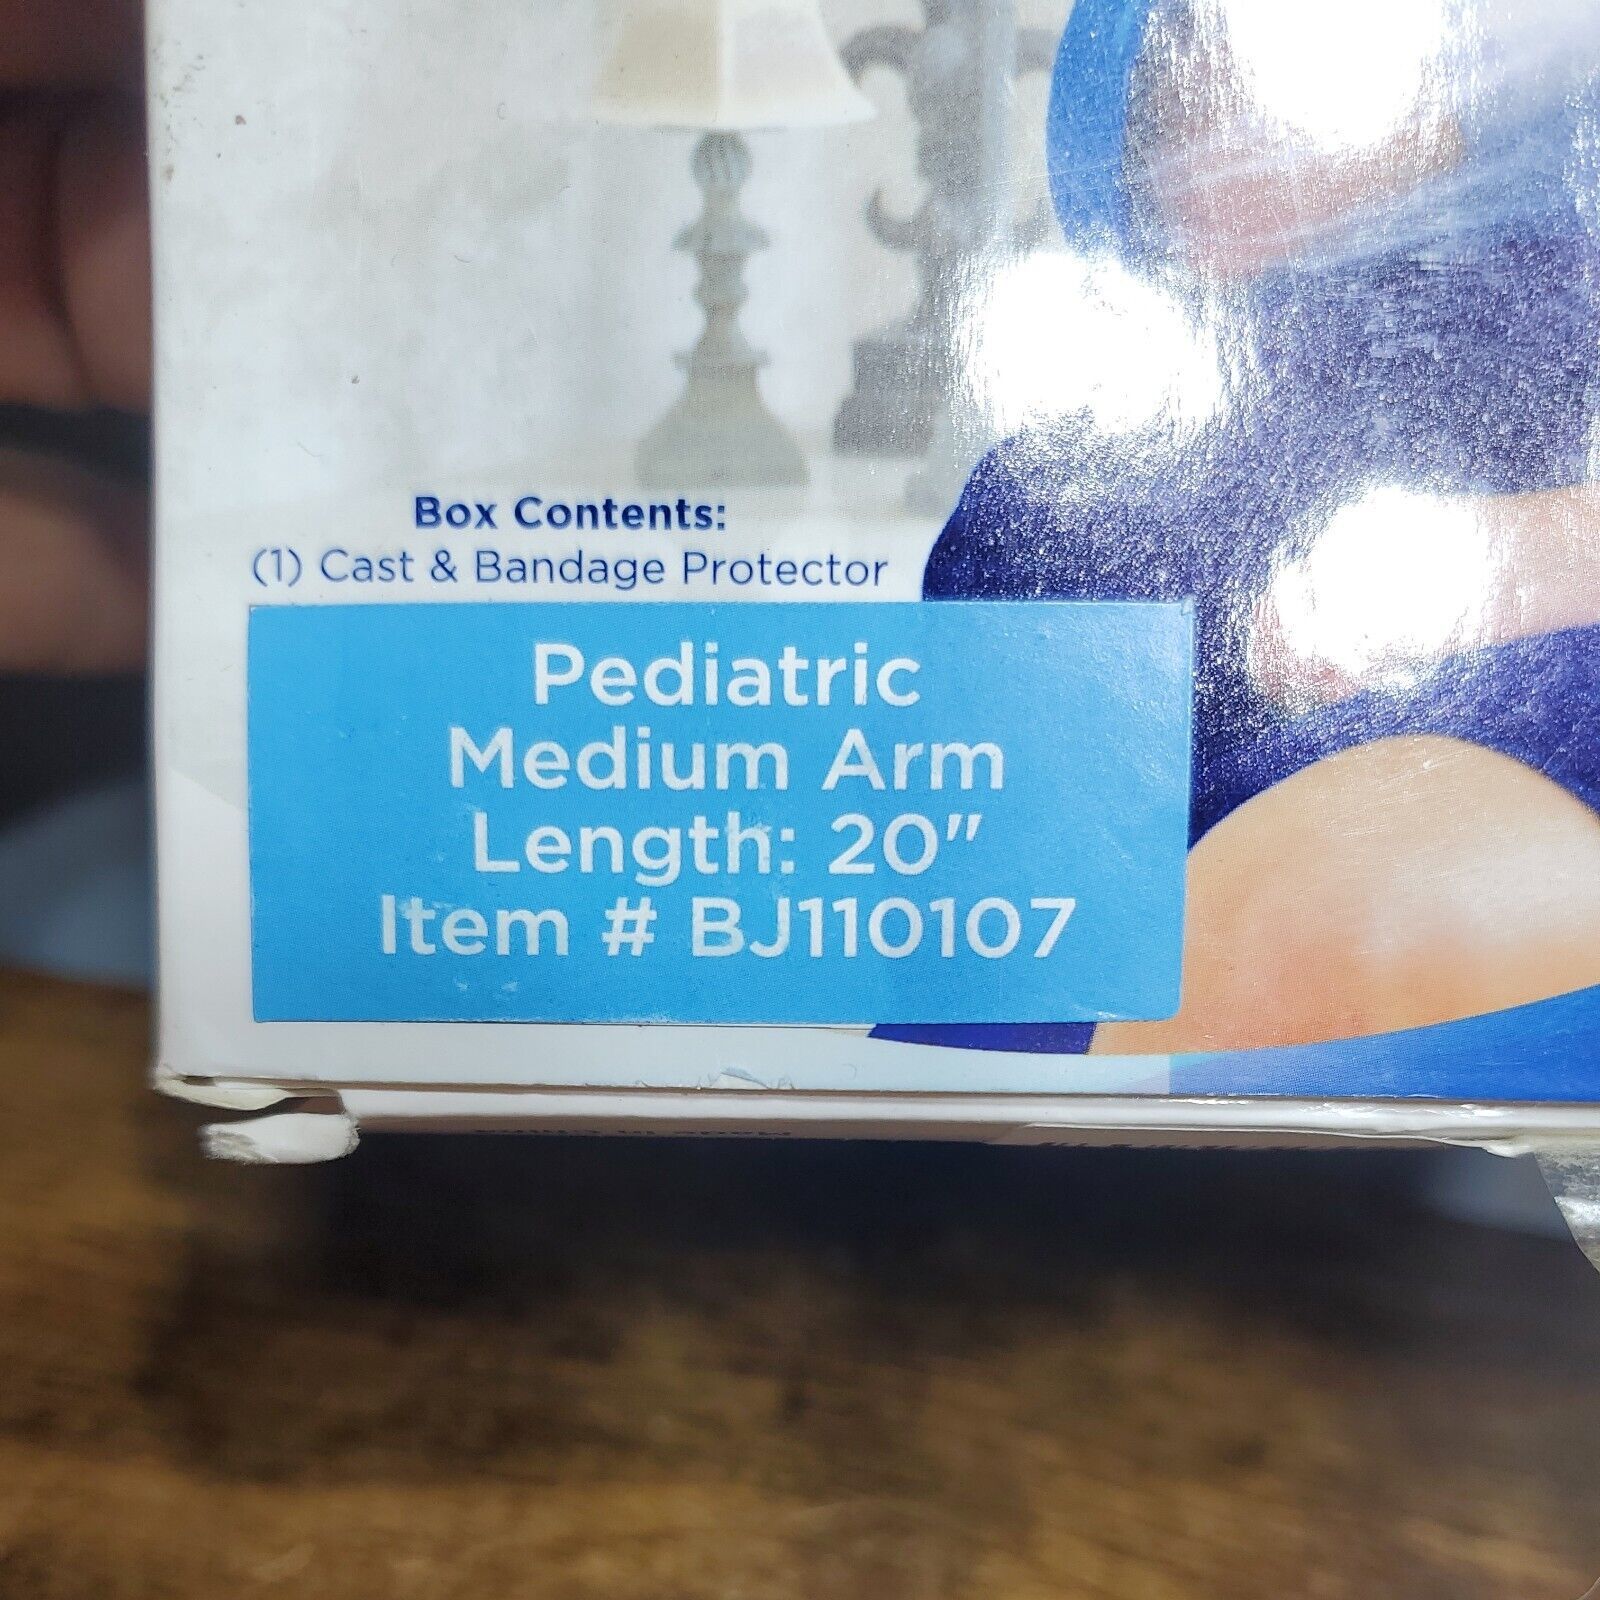 Box Contents:
(1) Cast & Bandage Protector
Pediatric
Medium Arm
Length: 20"
Item # BJ110107